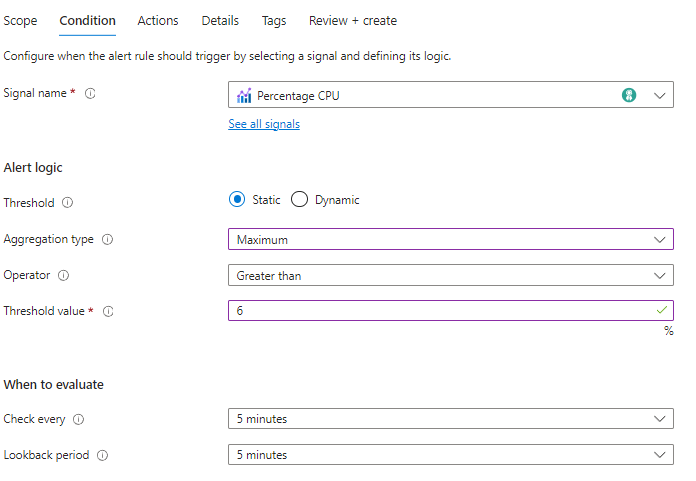 Scope Condition Actions Details Tags Review + create
Configure when the alert rule should trigger by selecting a signal and defining its logic.
Signal name * Percentage CPU
See all signals
Alert logic
Threshold Static Dynamic
Aggregation type Maximum
Operator Greater than
Threshold value * 6
%
When to evaluate
Check every 5 minutes
Lookback period 5 minutes